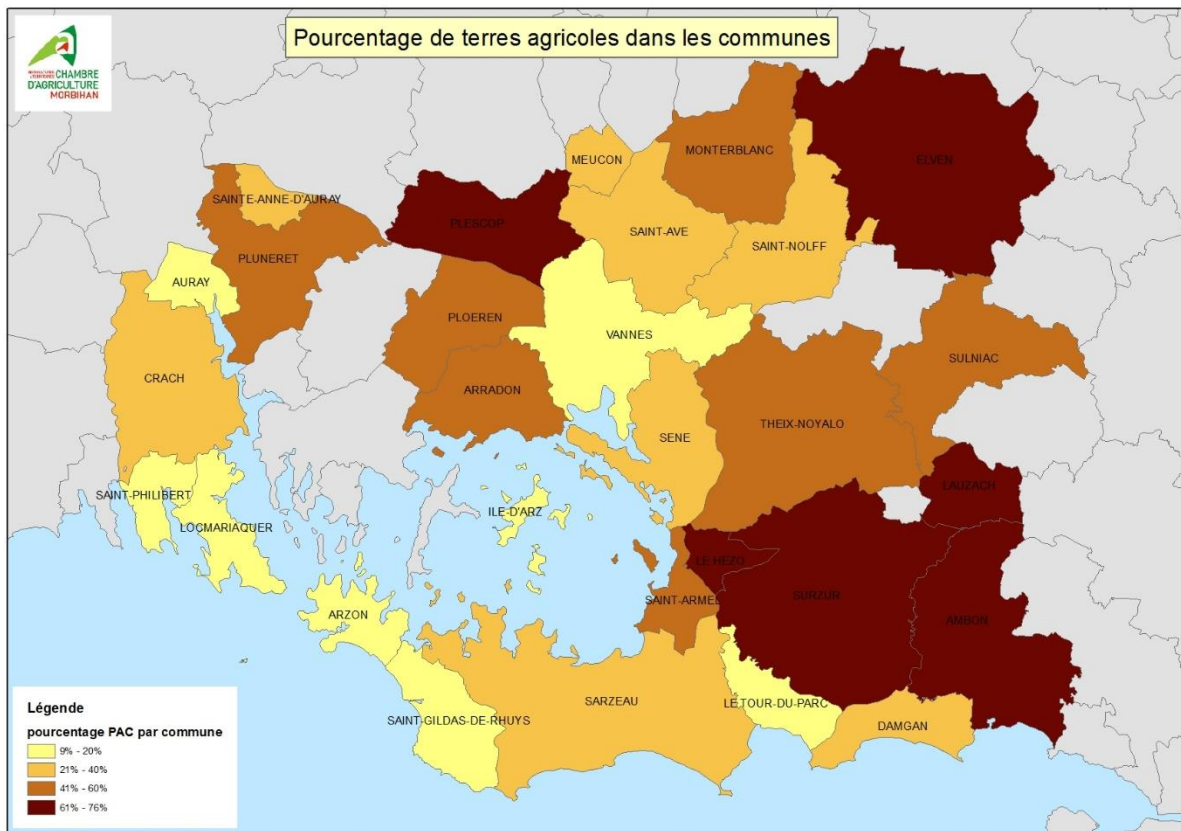 Pourcentage de terres agricoles dans les communes
CHAMBRE
D'AGRICULTURE
MORBIHAN
MONTERBLANC
ELVEN
MEUCON
SAINTE-ANNE-D'AURAY
PLESCOP
SAINT-AVE
SAINT-NOLFF
PLUNERET
AURAY
PLOEREN
VANNES
SULNIAC
CRACH
ARRADON
THEIX-NOYALO
SENE
LAUZACH
SAINT-PHILIBERT
ILE-D'ARZ
LOCMARIAQUER
LE HEZO
SAINT-ARMEL
SURZUR
ARZON
AMBON
SARZEAU
LE TOUR-DU-PARC
SAINT-GILDAS-DE-RHUYS
DAMGAN
Légende
pourcentage PAC par commune
9% - 20%
21% - 40%
41% - 60%
61% - 76%